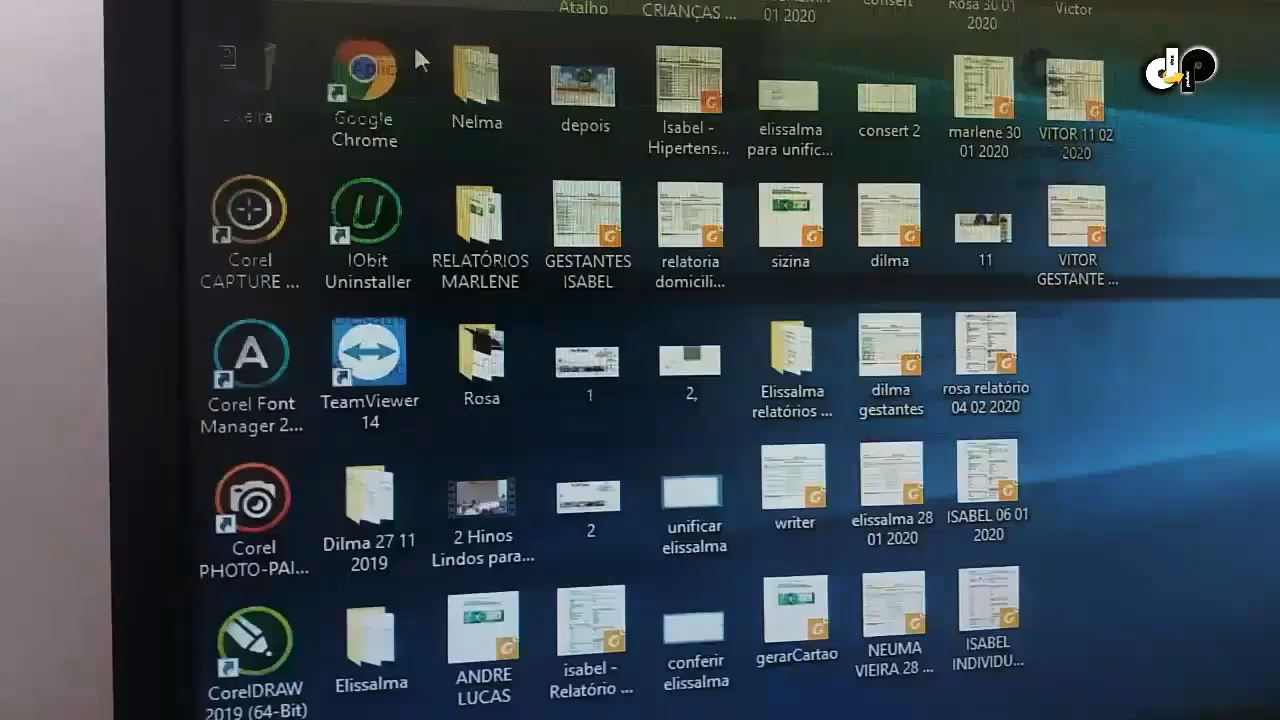 Atalho
CRIANÇAS ...
01 2020
consert
Rosa 30 01
2020
Victor
Google
Chrome
Nelma
depois
Isabel -
Hipertens...
elissalma
para unific...
consert 2
marlene 30
01 2020
VITOR 11 02
2020
Corel
CAPTURE ...
IObit
Uninstaller
RELATÓRIOS
MARLENE
GESTANTES
ISABEL
relatoria
domicili...
sizina
dilma
11
VITOR
GESTANTE ...
Corel Font
Manager 2...
TeamViewer
14
Rosa
1
2,
Elissalma
relatórios ...
dilma
gestantes
rosa relatório
04 02 2020
Corel
PHOTO-PAI...
Dilma 27 11
2019
2 Hinos
Lindos para...
2
unificar
elissalma
writer
elissalma 28
01 2020
ISABEL 06 01
2020
CorelDRAW
2019 (64-Bit)
Elissalma
ANDRE
LUCAS
isabel -
Relatório ...
conferir
elissalma
gerarCartao
NEUMA
VIEIRA 28 ...
ISABEL
INDIVIDU...
dp